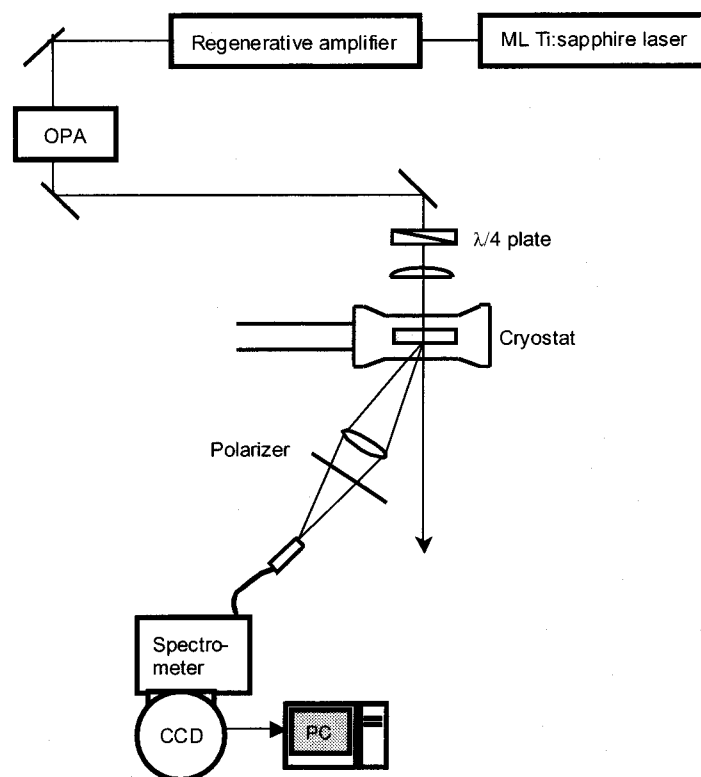 Regenerative amplifier
ML Ti:sapphire laser
OPA
λ/4 plate
Cryostat
Polarizer
Spectro-
meter
CCD
PC